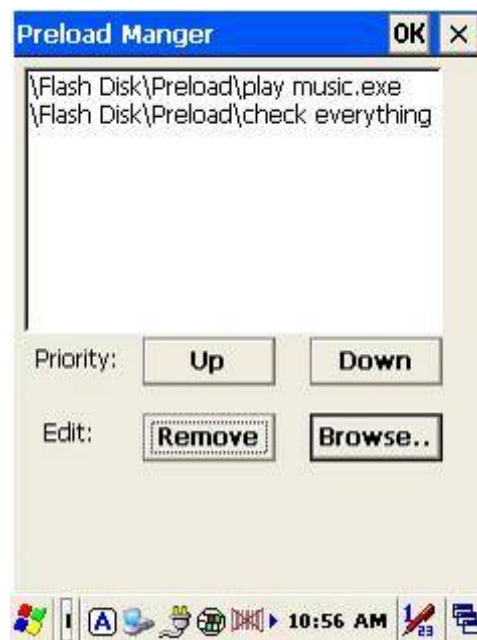 Preload Manger OK ×
\Flash Disk\Preload\play music.exe
\Flash Disk\Preload\check everything
Priority: Up Down
Edit: Remove Browse..
A 10:56 AM